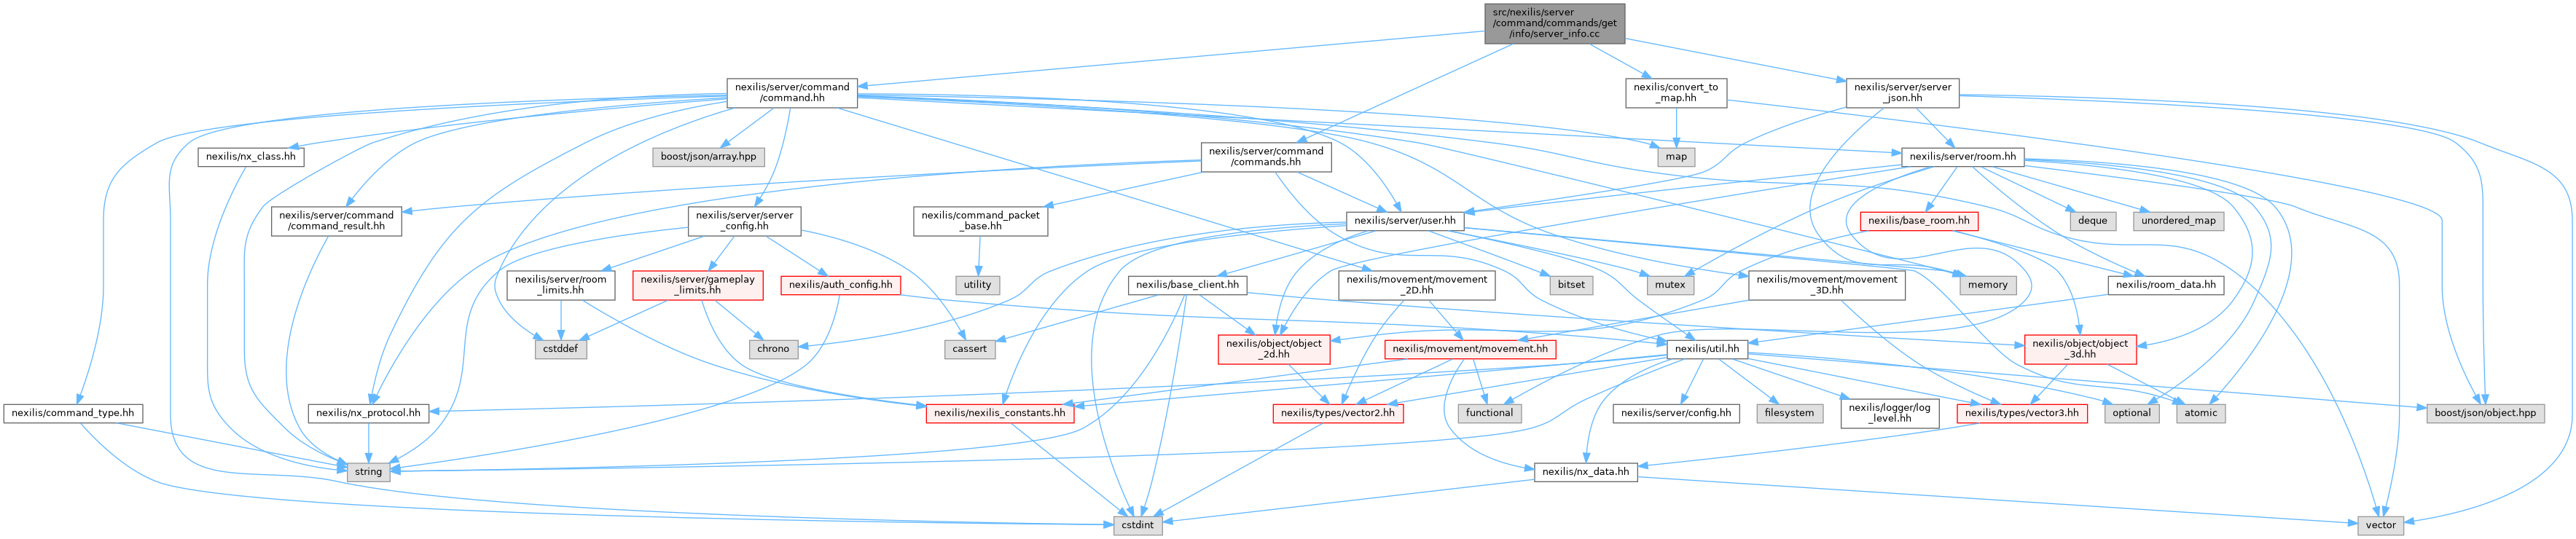 src/nexilis/server
/command/commands/get
/info/server_info.cc
nexilis/server/command
/command.hh
nexilis/convert_to
_map.hh
nexilis/server/server
_json.hh
nexilis/nx_class.hh
boost/json/array.hpp
nexilis/server/command
/commands.hh
map
nexilis/server/room.hh
nexilis/server/command
/command_result.hh
nexilis/server/server
_config.hh
nexilis/command_packet
_base.hh
nexilis/server/user.hh
nexilis/base_room.hh
deque
unordered_map
nexilis/server/room
_limits.hh
nexilis/server/gameplay
_limits.hh
nexilis/auth_config.hh
utility
nexilis/base_client.hh
nexilis/movement/movement
_2D.hh
bitset
mutex
nexilis/movement/movement
_3D.hh
memory
nexilis/room_data.hh
cstddef
chrono
cassert
nexilis/object/object
_2d.hh
nexilis/movement/movement.hh
nexilis/util.hh
nexilis/object/object
_3d.hh
nexilis/command_type.hh
nexilis/nx_protocol.hh
nexilis/nexilis_constants.hh
nexilis/types/vector2.hh
functional
nexilis/server/config.hh
filesystem
nexilis/logger/log
_level.hh
nexilis/types/vector3.hh
optional
atomic
boost/json/object.hpp
string
nexilis/nx_data.hh
cstdint
vector